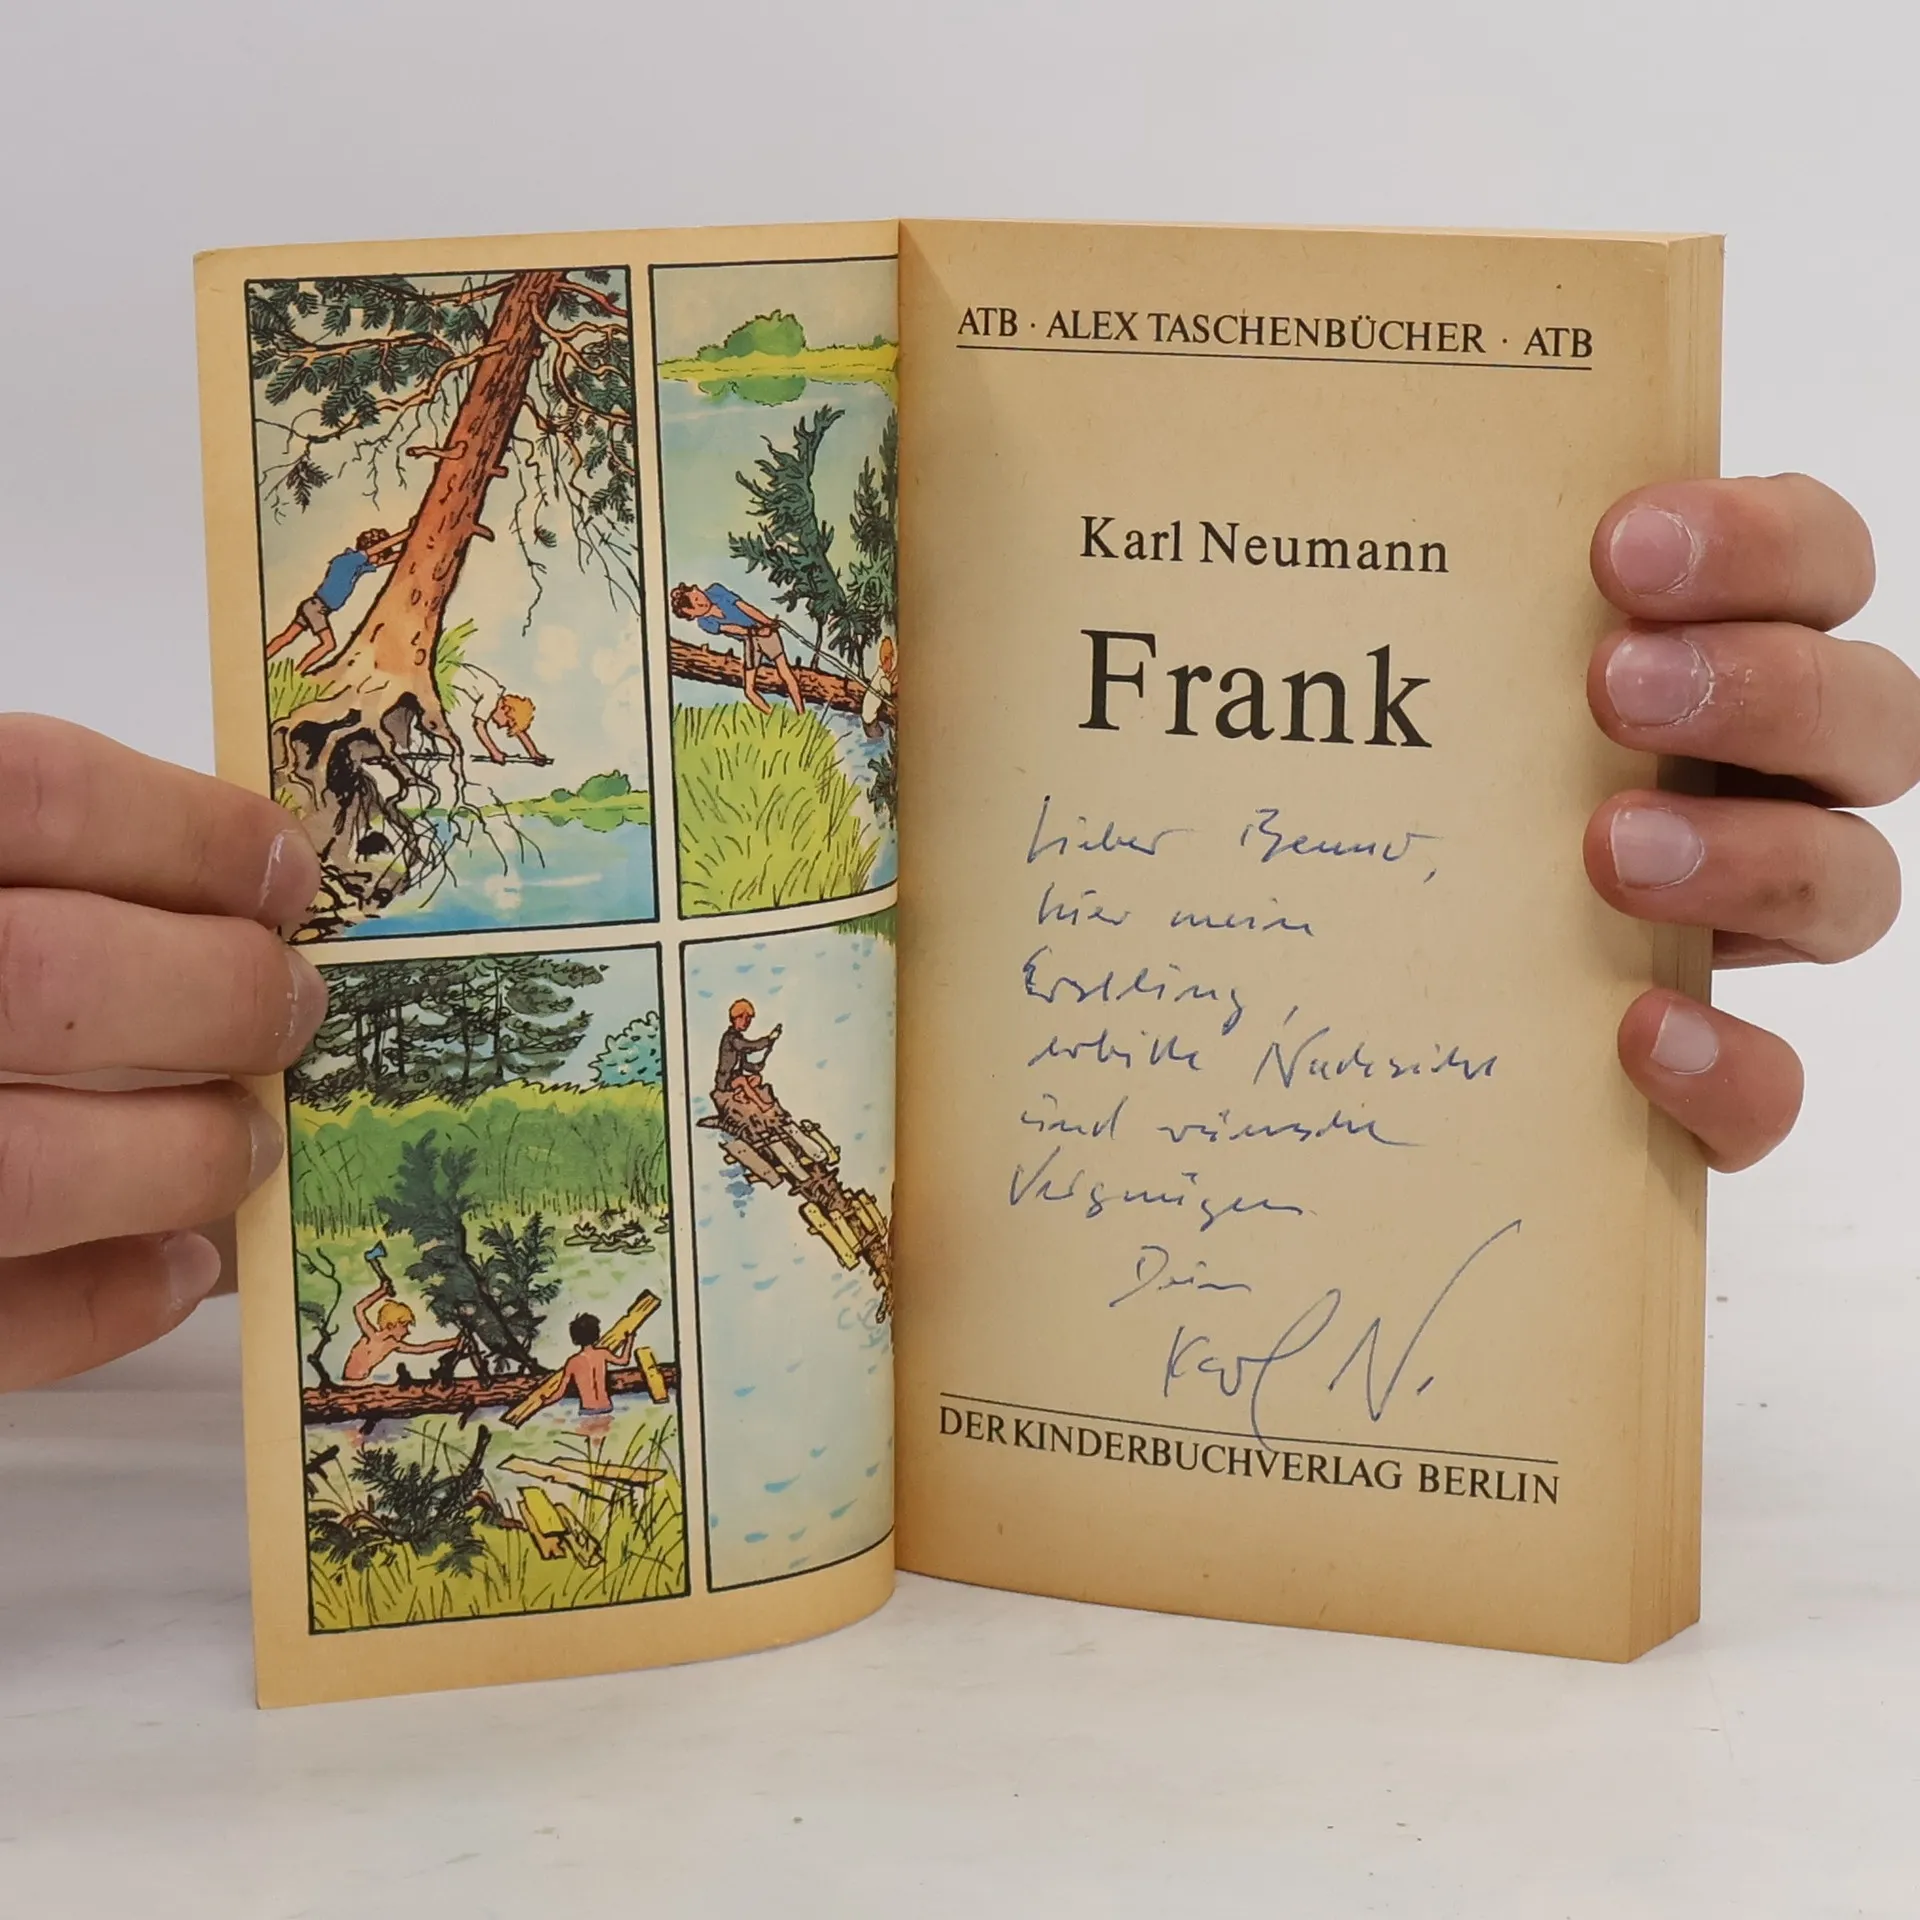 ATB · ALEX TASCHENBÜCHER · ATB
Karl Neumann
Frank
Lieber Benno,
hier mein
Erstling,
erbitte Nachsicht
und wünsche
Vergnügen.
Dein
Karl N.
DER KINDERBUCHVERLAG BERLIN